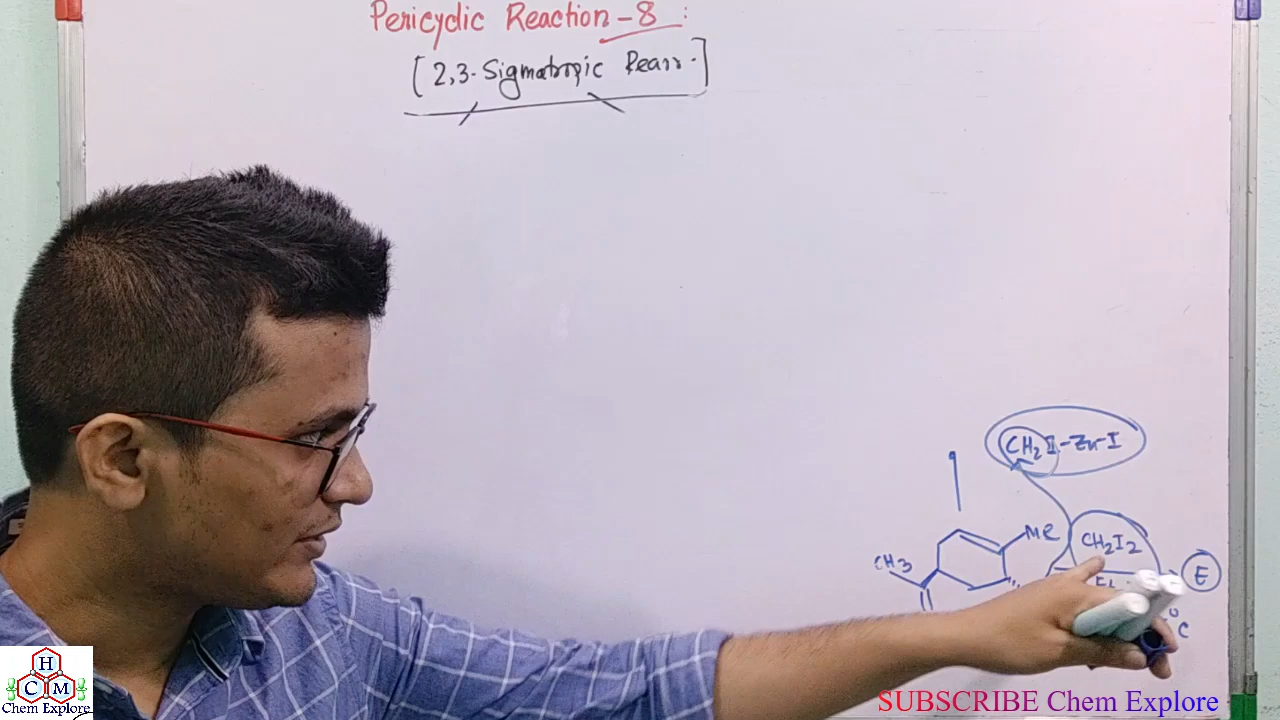 Pericyclic Reaction - 8 :
[2,3-Sigmatropic Rearr.]
CH2I-Zn-I
Me
CH3
CH2I2
E
°C
H
C M
Chem Explore
SUBSCRIBE Chem Explore